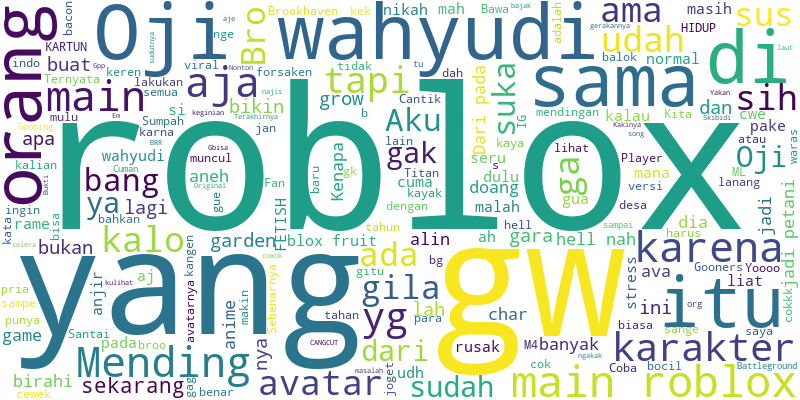 roblox
yang
gw
Oji wahyudi
orang
main
aja
Bro
tapi
sama
ama
udah
sus
di
sih
itu
karena
karakter
main roblox
avatar
Mending
sekarang
kalo
bang
ya
lagi
gak
Aku
suka
ga
Oji
ada
gila
yg
dari
lah
sudah
banyak
ini
ava
char
rusak
nya
anime
game
birahi
bukan
garden
blox fruit
FETISH
alin
gara
hell nah
hell
ah
doang
malah
dulu
seru
cuma
Titan
Kenapa
grow
bikin
buat
apa
aneh
muncul
wahyudi
si
Sumpah
karna
jan
kalian
mulu
Ternyata
KARTUN
bacon
indo
keren
viral
nge
lakukan
semua
forsaken
tidak
Brookhaven
kek
nikah
mah
Bawa
bajak
adalah
gerakannya
masih
HIDUP
balok
normal
laut
Yakan
Skibidi
Kita
dan
cwe
kalau
pake
atau
waras
Kakinya
mendingan
IG
Dari pada
kaya
lihat
Player
mana
ML
versi
lanang
gua
desa
dia
jadi
jadi petani
harus
sampai
stress
Gooners
Yoooo
liat
org
biasa
saya
cokkk
sange
Coba
bocil
Battleground
ngakak
cok
M4
para
bg
gitu
tahun
tahan
CANGCUT
udh
joget
masalah
benar
gag
makin
Sebenarnya
kangen
avatarnya
cowok
kulihat
aj
anjir
pada
broo
Santai
punya
sampe
pria
cewek
selera
rame
bisa
ingin
kata
bahkan
Bukti
Gooning
Em
BRR
Cuman
Gpp
Nonton
Terakhirnya
keginian
najis
Gbisa
Original
gue
Fan
baru
gk
lain
b
kayak
dengan
s
tu
dah
aje
sudutnya
Cantik